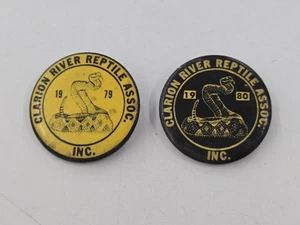 CLARION RIVER REPTILE ASSOC.
19 79
INC.
CLARION RIVER REPTILE ASSOC.
19 80
INC.